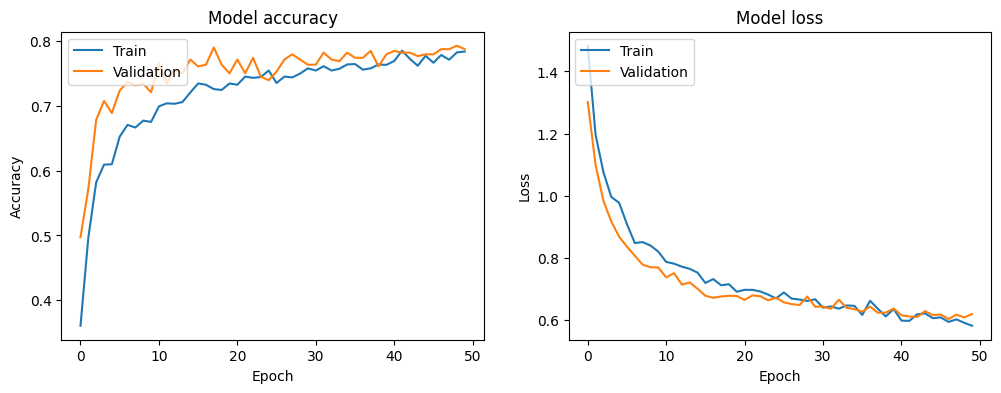 Model accuracy
Train
Validation
0.8
0.7
0.6
0.5
0.4
Accuracy
0
10
20
30
40
50
Epoch
Model loss
Train
Validation
1.4
1.2
1.0
0.8
0.6
Loss
0
10
20
30
40
50
Epoch